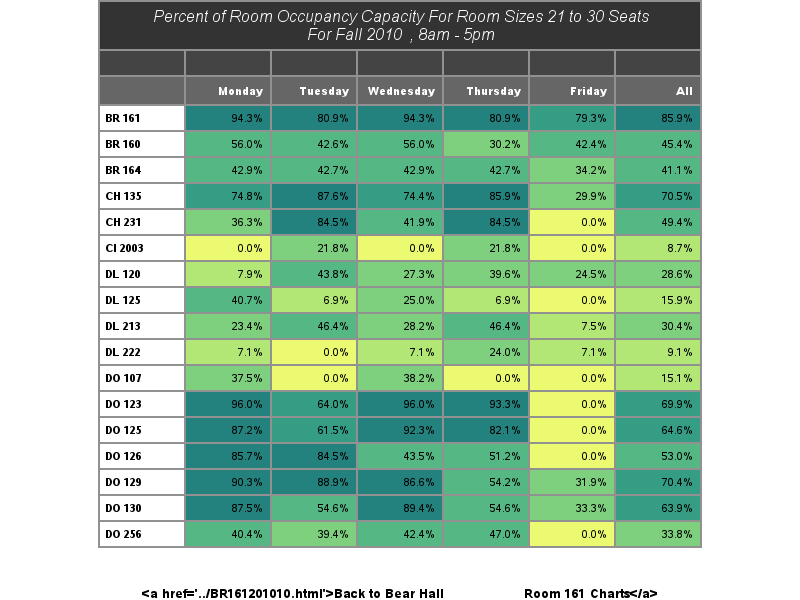 Percent of Room Occupancy Capacity For Room Sizes 21 to 30 Seats
For Fall 2010 , 8am - 5pm
Monday Tuesday Wednesday Thursday Friday All
BR 161 94.3% 80.9% 94.3% 80.9% 79.3% 85.9%
BR 160 56.0% 42.6% 56.0% 30.2% 42.4% 45.4%
BR 164 42.9% 42.7% 42.9% 42.7% 34.2% 41.1%
CH 135 74.8% 87.6% 74.4% 85.9% 29.9% 70.5%
CH 231 36.3% 84.5% 41.9% 84.5% 0.0% 49.4%
CI 2003 0.0% 21.8% 0.0% 21.8% 0.0% 8.7%
DL 120 7.9% 43.8% 27.3% 39.6% 24.5% 28.6%
DL 125 40.7% 6.9% 25.0% 6.9% 0.0% 15.9%
DL 213 23.4% 46.4% 28.2% 46.4% 7.5% 30.4%
DL 222 7.1% 0.0% 7.1% 24.0% 7.1% 9.1%
DO 107 37.5% 0.0% 38.2% 0.0% 0.0% 15.1%
DO 123 96.0% 64.0% 96.0% 93.3% 0.0% 69.9%
DO 125 87.2% 61.5% 92.3% 82.1% 0.0% 64.6%
DO 126 85.7% 84.5% 43.5% 51.2% 0.0% 53.0%
DO 129 90.3% 88.9% 86.6% 54.2% 31.9% 70.4%
DO 130 87.5% 54.6% 89.4% 54.6% 33.3% 63.9%
DO 256 40.4% 39.4% 42.4% 47.0% 0.0% 33.8%
<a href='../BR161201010.html'>Back to Bear Hall Room 161 Charts</a>